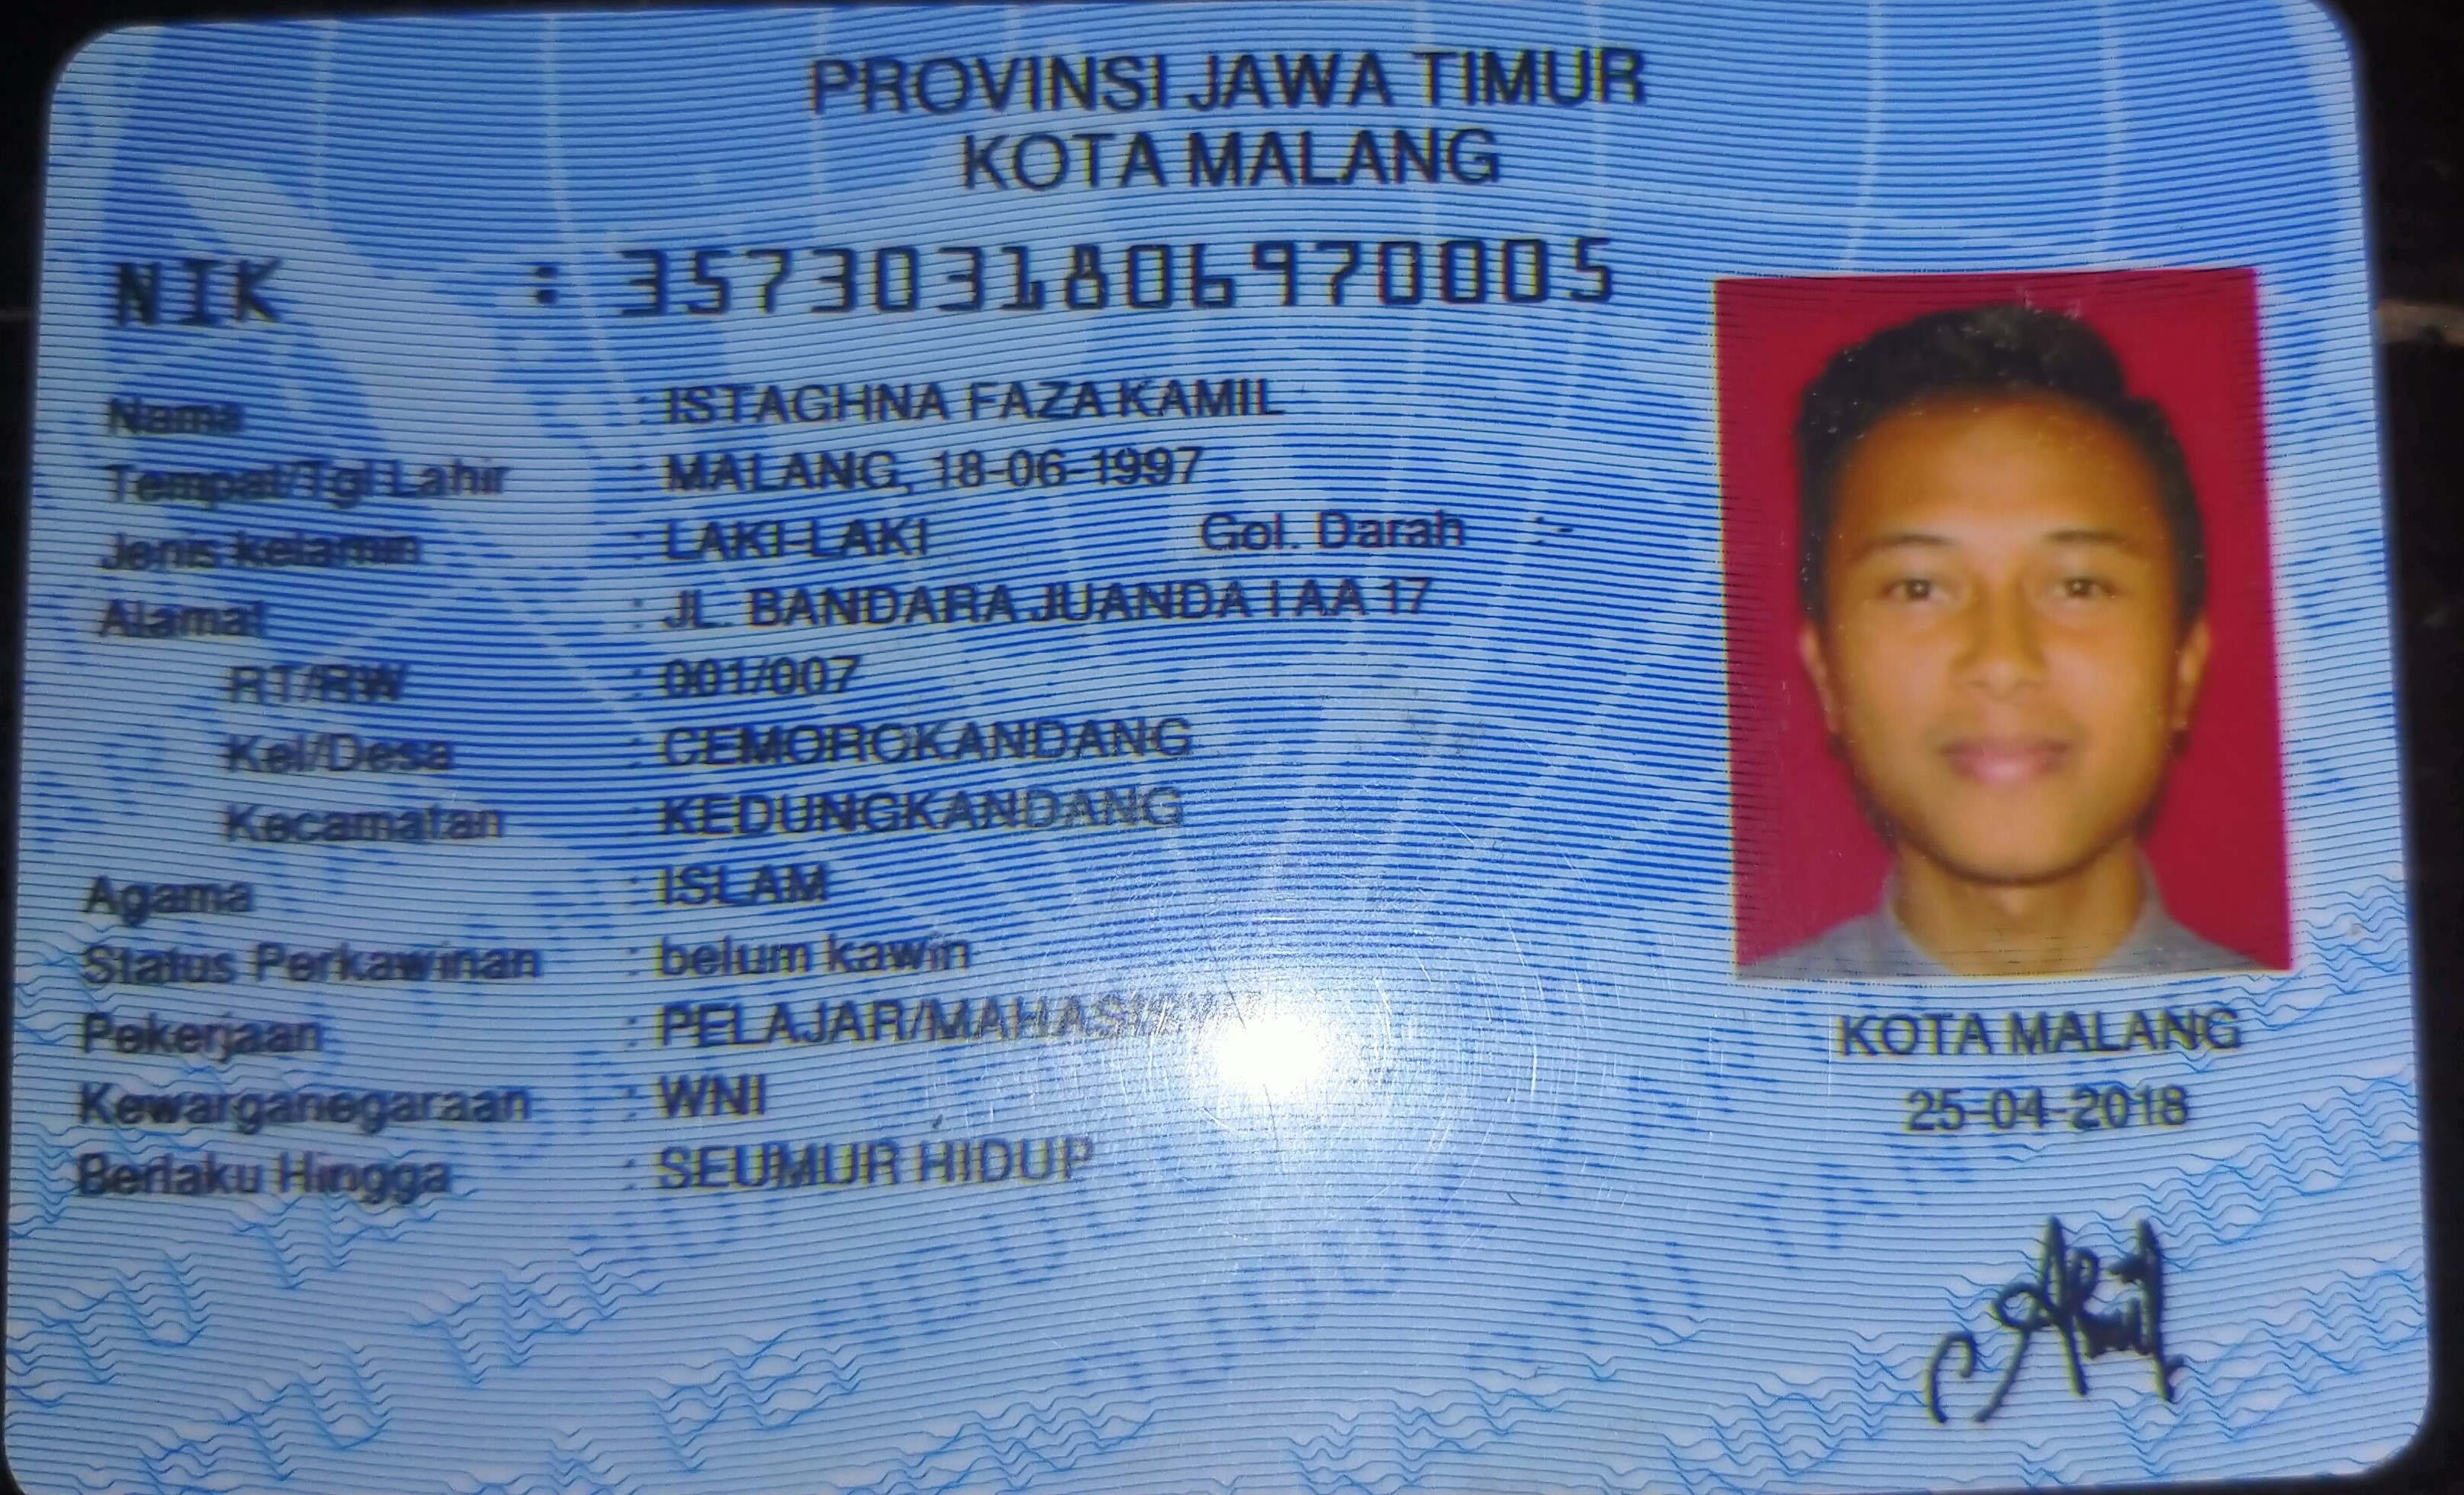 PROVINSI JAWA TIMUR
KOTA MALANG
NIK : 3573031806970005
Nama : ISTAGHNA FAZA KAMIL
Tempat/Tgl Lahir : MALANG, 18-06-1997
Jenis kelamin : LAKI-LAKI Gol. Darah :-
Alamat : JL. BANDARA JUANDA I AA 17
RT/RW : 001/007
Kel/Desa : CEMOROKANDANG
Kecamatan : KEDUNGKANDANG
Agama : ISLAM
Status Perkawinan : belum kawin
Pekerjaan : PELAJAR/MAHASISWA
Kewarganegaraan : WNI
Berlaku Hingga : SEUMUR HIDUP
KOTA MALANG
25-04-2018